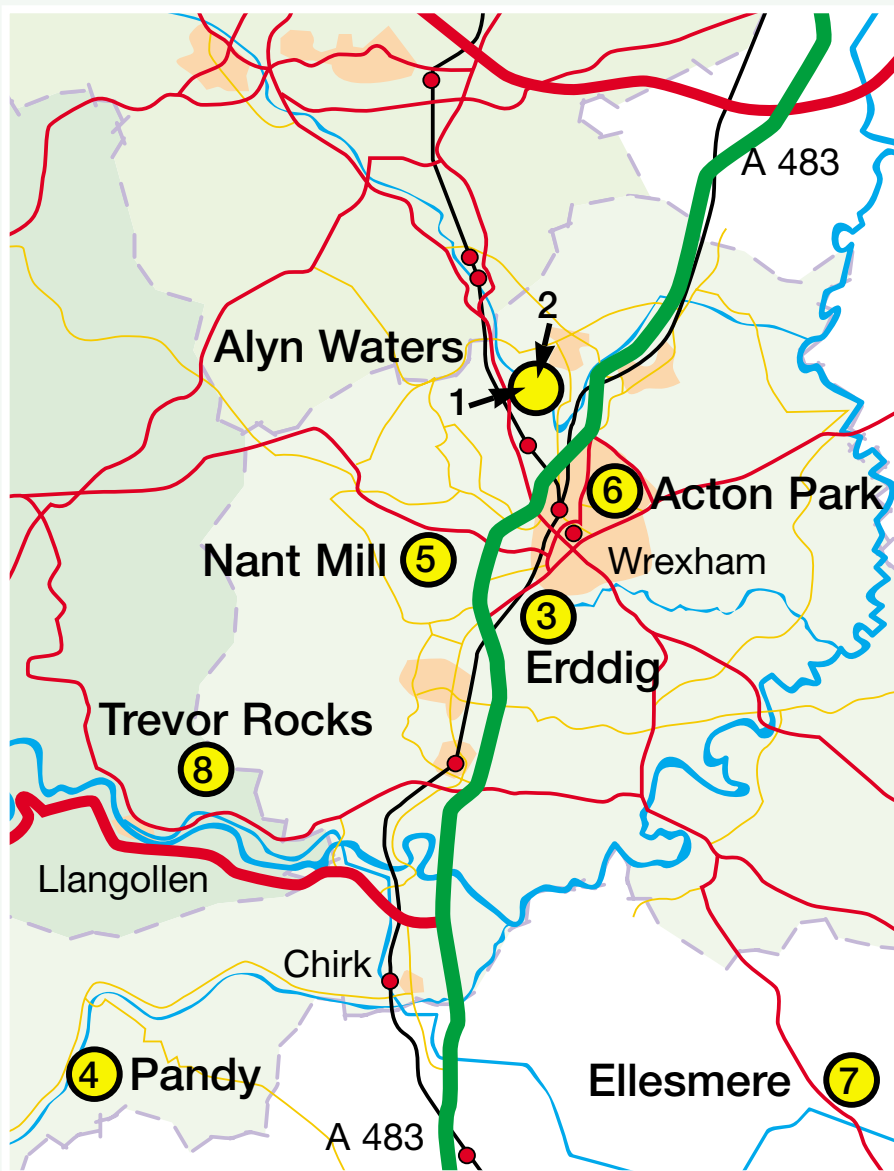 A 483
2
Alyn Waters
1
6 Acton Park
Nant Mill 5
Wrexham
3
Erddig
Trevor Rocks
8
Llangollen
Chirk
4 Pandy
Ellesmere 7
A 483